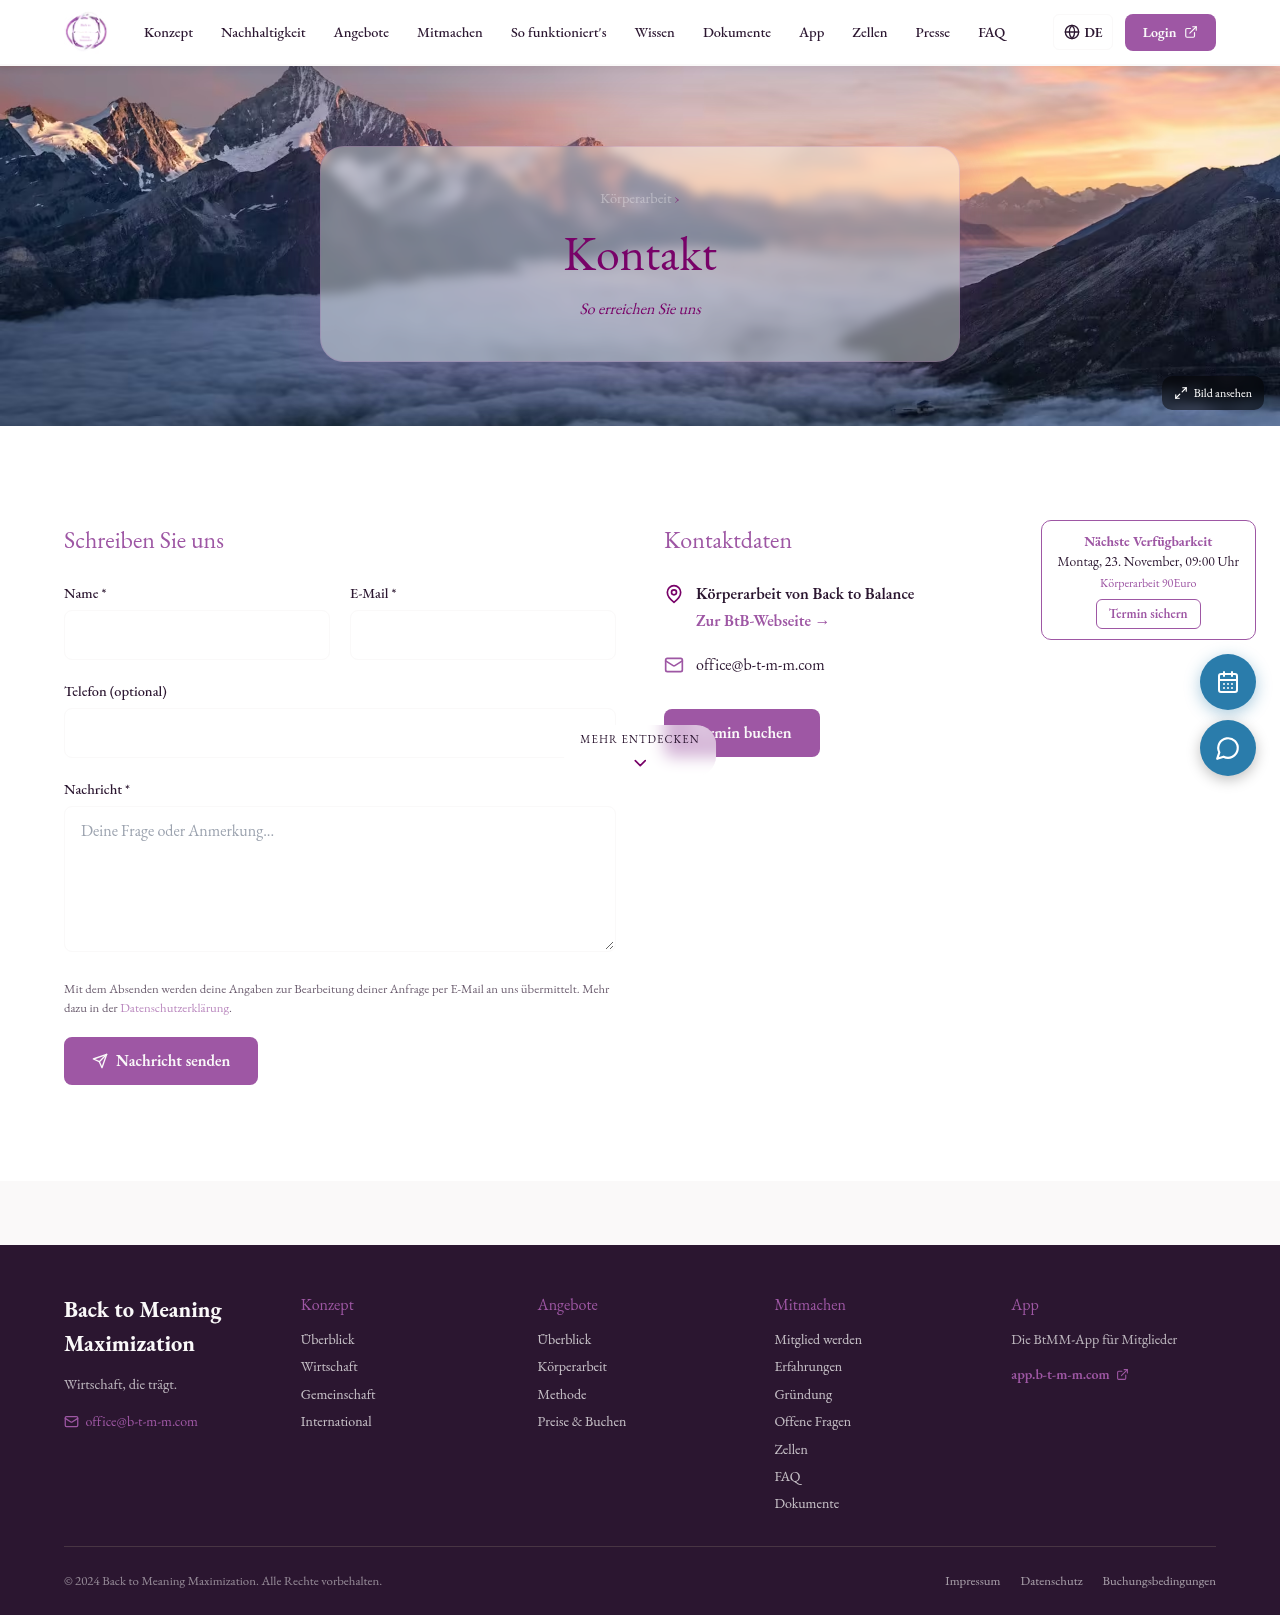 Konzept
Nachhaltigkeit
Angebote
Mitmachen
So funktioniert's
Wissen
Dokumente
App
Zellen
Presse
FAQ
DE
Login
Körperarbeit ›
Kontakt
So erreichen Sie uns
Bild ansehen
Schreiben Sie uns
Name *
E-Mail *
Telefon (optional)
Nachricht *
Deine Frage oder Anmerkung...
Mit dem Absenden werden deine Angaben zur Bearbeitung deiner Anfrage per E-Mail an uns übermittelt. Mehr
dazu in der Datenschutzerklärung.
Nachricht senden
Kontaktdaten
Körperarbeit von Back to Balance
Zur BtB-Webseite →
office@b-t-m-m.com
buchen
MEHR ENTDECKEN
Nächste Verfügbarkeit
Montag, 23. November, 09:00 Uhr
Körperarbeit 90Euro
Termin sichern
Back to Meaning
Maximization
Wirtschaft, die trägt.
office@b-t-m-m.com
Konzept
Überblick
Wirtschaft
Gemeinschaft
International
Angebote
Überblick
Körperarbeit
Methode
Preise & Buchen
Mitmachen
Mitglied werden
Erfahrungen
Gründung
Offene Fragen
Zellen
FAQ
Dokumente
App
Die BtMM-App für Mitglieder
app.b-t-m-m.com
© 2024 Back to Meaning Maximization. Alle Rechte vorbehalten.
Impressum
Datenschutz
Buchungsbedingungen